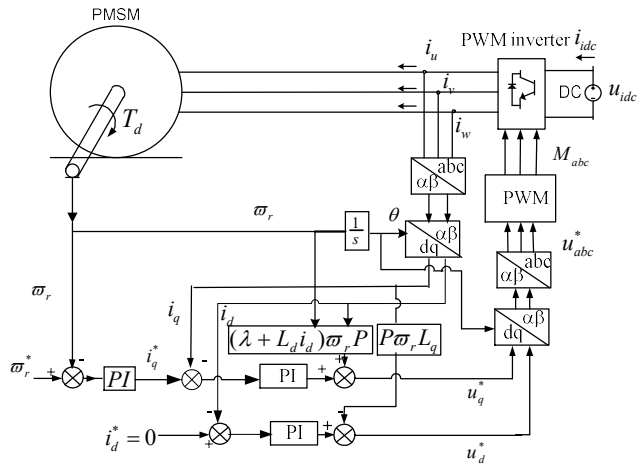 PMSM
PWM inverter
i_idc
i_u
i_v
i_w
DC
u_idc
T_d
M_abc
abc
αβ
PWM
ϖ_r
1/s
θ
αβ
dq
u*_abc
abc
αβ
ϖ_r
i_q
i_d
(λ + L_d i_d)ϖ_r P
Pϖ_r L_q
αβ
dq
ϖ*_r
+
-
PI
i*_q
-
PI
+
+
u*_q
i*_d = 0
-
+
PI
+
-
u*_d